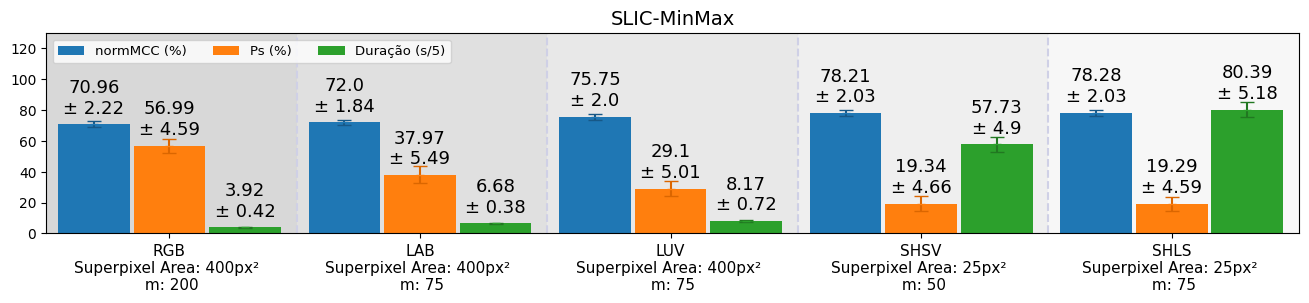 SLIC-MinMax
normMCC (%) Ps (%) Duração (s/5)
120
100
80
60
40
20
0
70.96
± 2.22
56.99
± 4.59
3.92
± 0.42
72.0
± 1.84
37.97
± 5.49
6.68
± 0.38
75.75
± 2.0
29.1
± 5.01
8.17
± 0.72
78.21
± 2.03
19.34
± 4.66
57.73
± 4.9
78.28
± 2.03
19.29
± 4.59
80.39
± 5.18
RGB
Superpixel Area: 400px²
m: 200
LAB
Superpixel Area: 400px²
m: 75
LUV
Superpixel Area: 400px²
m: 75
SHSV
Superpixel Area: 25px²
m: 50
SHLS
Superpixel Area: 25px²
m: 75